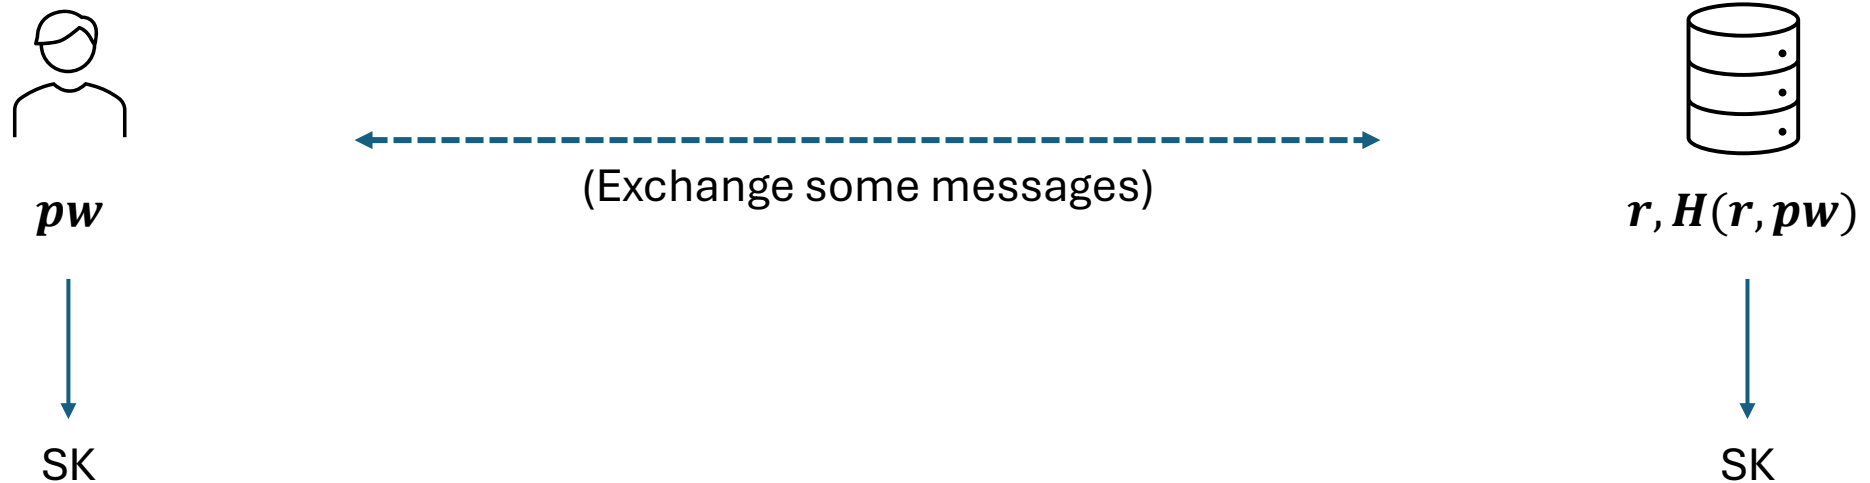 (Exchange some messages)
pw
r, H(r, pw)
SK
SK